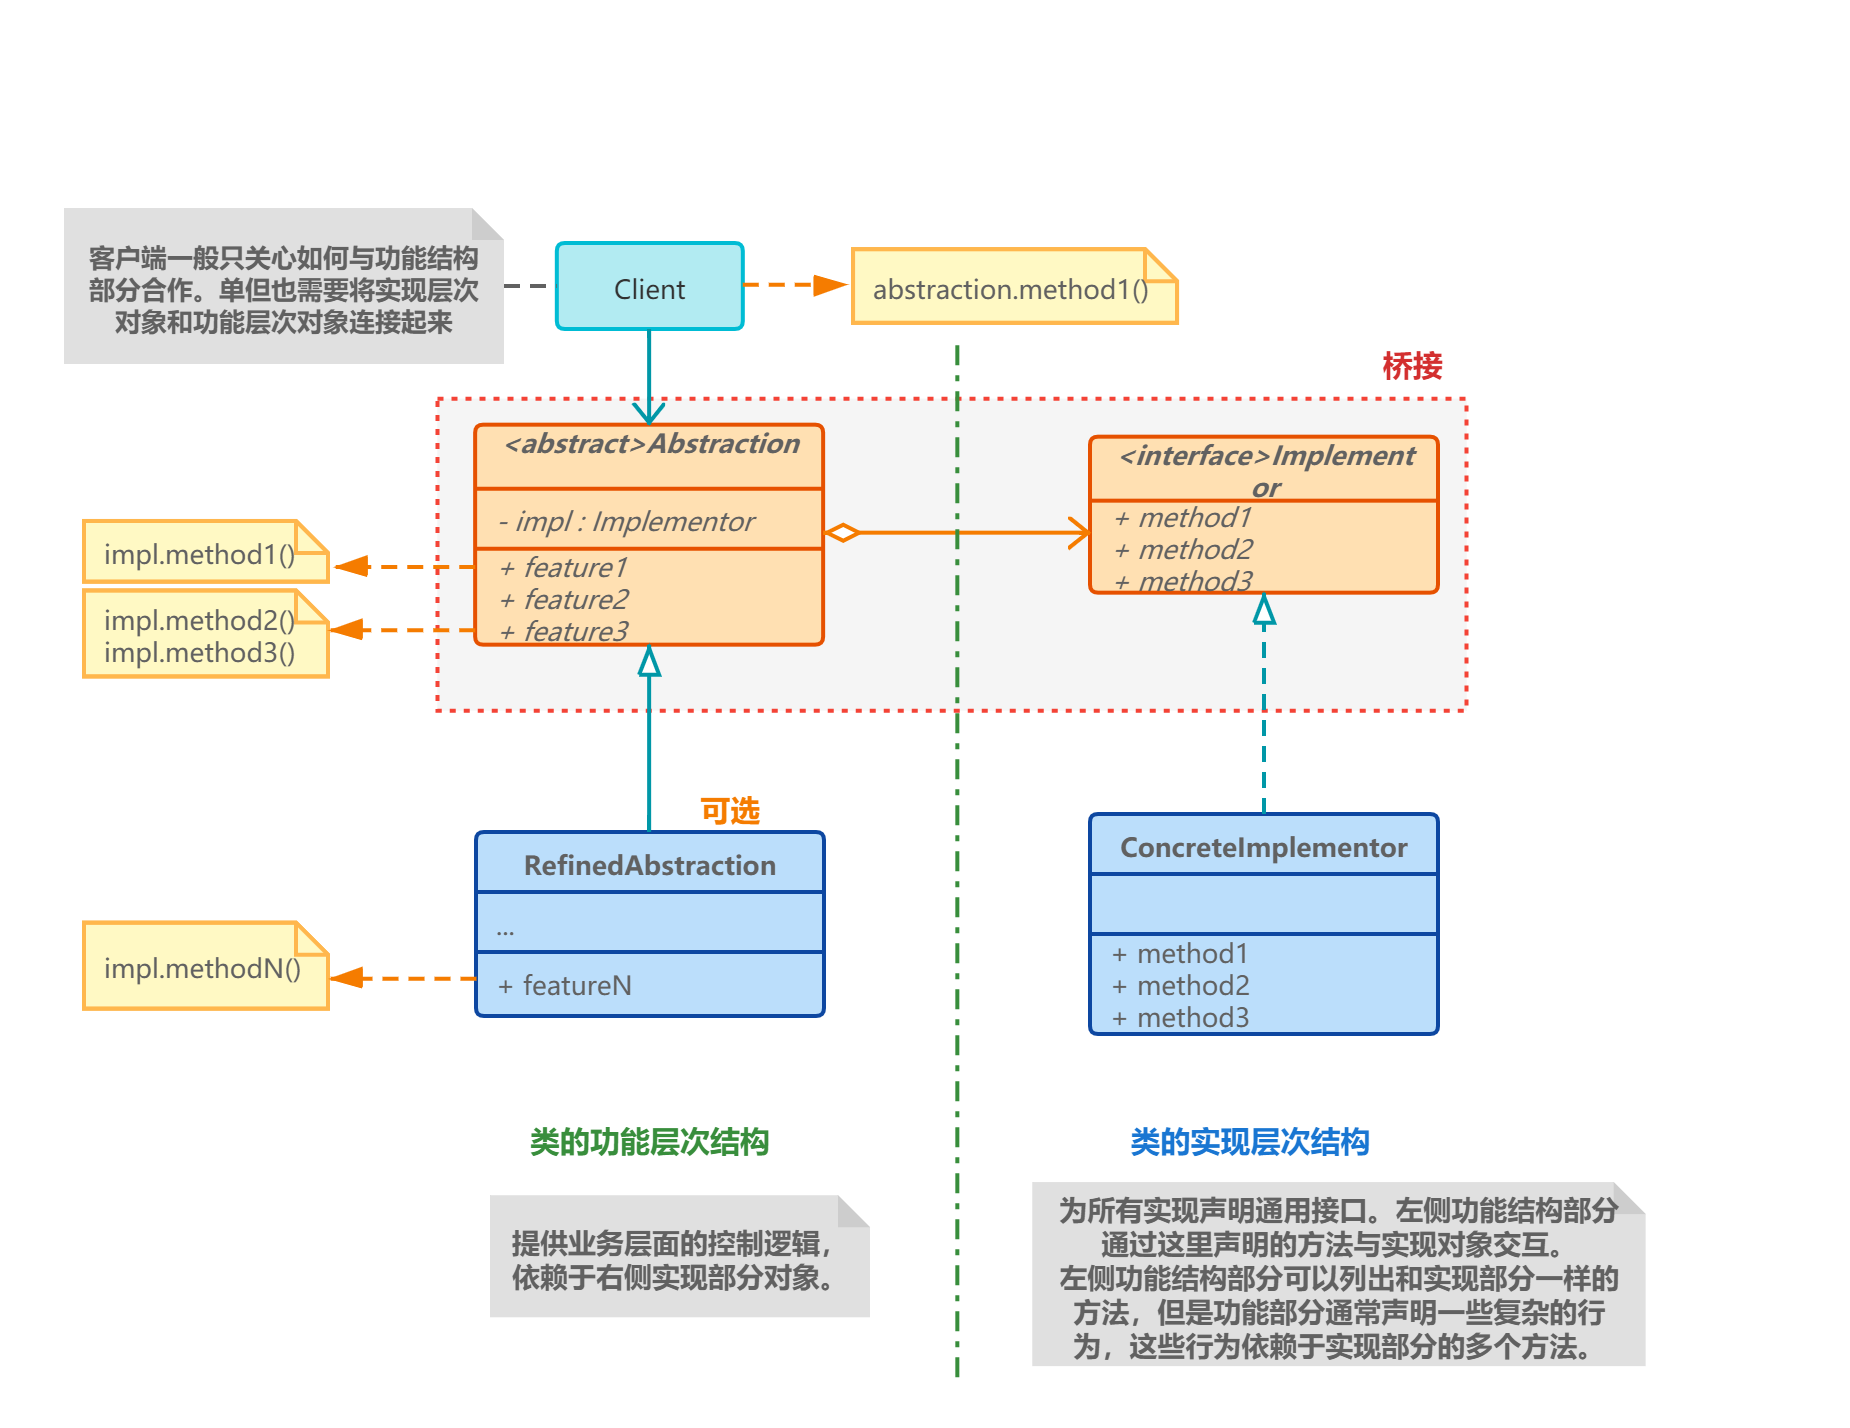 客户端一般只关心如何与功能结构
部分合作。单但也需要将实现层次
对象和功能层次对象连接起来
Client
abstraction.method1()
桥接
<abstract>Abstraction
- impl : Implementor
+ feature1
+ feature2
+ feature3
<interface>Implement
or
+ method1
+ method2
+ method3
impl.method1()
impl.method2()
impl.method3()
可选
RefinedAbstraction
...
+ featureN
impl.methodN()
ConcreteImplementor
+ method1
+ method2
+ method3
类的功能层次结构
类的实现层次结构
提供业务层面的控制逻辑，
依赖于右侧实现部分对象。
为所有实现声明通用接口。左侧功能结构部分
通过这里声明的方法与实现对象交互。
左侧功能结构部分可以列出和实现部分一样的
方法，但是功能部分通常声明一些复杂的行
为，这些行为依赖于实现部分的多个方法。